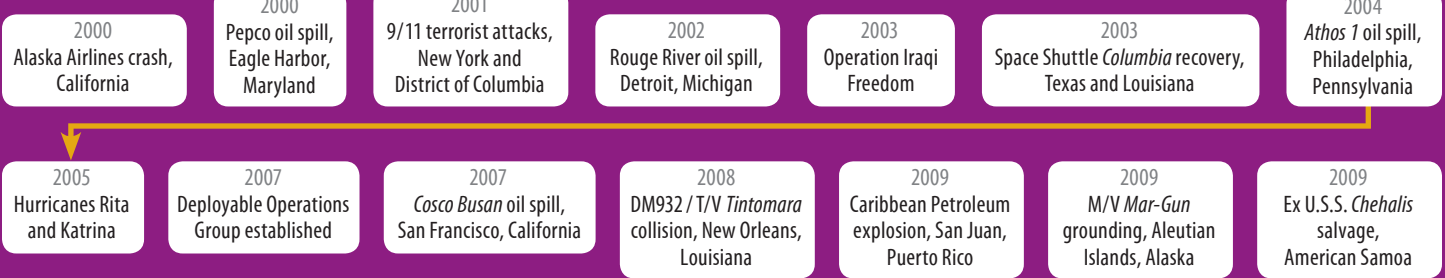 2000
Alaska Airlines crash,
California
2000
Pepco oil spill,
Eagle Harbor,
Maryland
2001
9/11 terrorist attacks,
New York and
District of Columbia
2002
Rouge River oil spill,
Detroit, Michigan
2003
Operation Iraqi
Freedom
2003
Space Shuttle Columbia recovery,
Texas and Louisiana
2004
Athos 1 oil spill,
Philadelphia,
Pennsylvania
2005
Hurricanes Rita
and Katrina
2007
Deployable Operations
Group established
2007
Cosco Busan oil spill,
San Francisco, California
2008
DM932 / T/V Tintomara
collision, New Orleans,
Louisiana
2009
Caribbean Petroleum
explosion, San Juan,
Puerto Rico
2009
M/V Mar-Gun
grounding, Aleutian
Islands, Alaska
2009
Ex U.S.S. Chehalis
salvage,
American Samoa